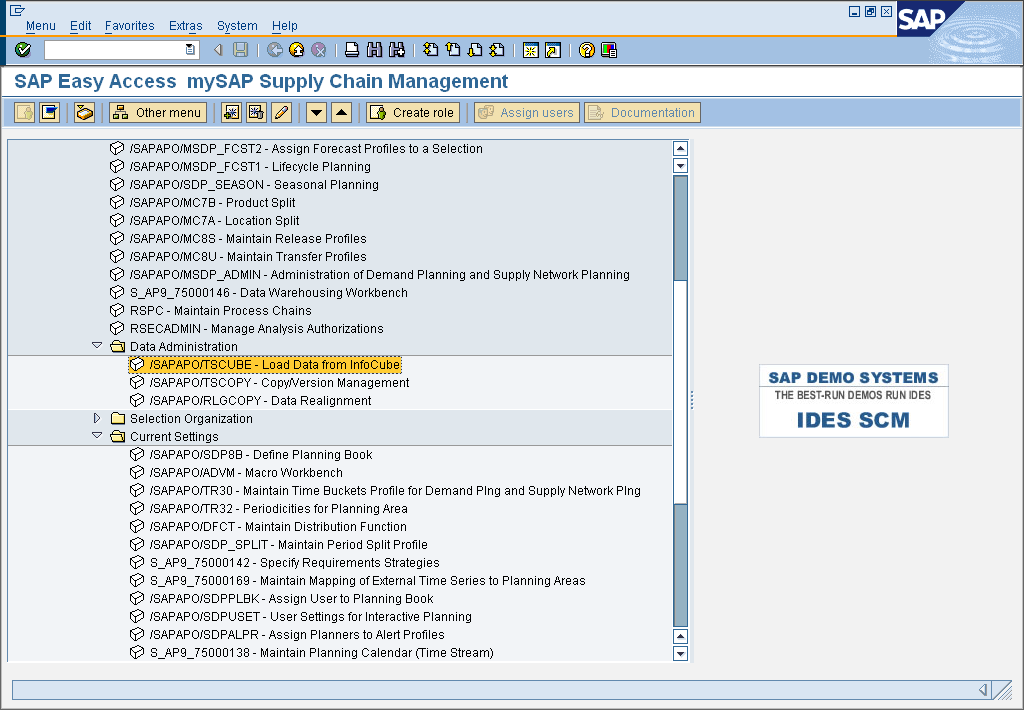 Menu Edit Favorites Extras System Help
SAP
SAP Easy Access mySAP Supply Chain Management
Other menu Create role Assign users Documentation
/SAPAPO/MSDP_FCST2 - Assign Forecast Profiles to a Selection
/SAPAPO/MSDP_FCST1 - Lifecycle Planning
/SAPAPO/SDP_SEASON - Seasonal Planning
/SAPAPO/MC7B - Product Split
/SAPAPO/MC7A - Location Split
/SAPAPO/MC8S - Maintain Release Profiles
/SAPAPO/MC8U - Maintain Transfer Profiles
/SAPAPO/MSDP_ADMIN - Administration of Demand Planning and Supply Network Planning
S_AP9_75000146 - Data Warehousing Workbench
RSPC - Maintain Process Chains
RSECADMIN - Manage Analysis Authorizations
Data Administration
/SAPAPO/TSCUBE - Load Data from InfoCube
/SAPAPO/TSCOPY - Copy/Version Management
/SAPAPO/RLGCOPY - Data Realignment
Selection Organization
Current Settings
/SAPAPO/SDP8B - Define Planning Book
/SAPAPO/ADVM - Macro Workbench
/SAPAPO/TR30 - Maintain Time Buckets Profile for Demand Plng and Supply Network Plng
/SAPAPO/TR32 - Periodicities for Planning Area
/SAPAPO/DFCT - Maintain Distribution Function
/SAPAPO/SDP_SPLIT - Maintain Period Split Profile
S_AP9_75000142 - Specify Requirements Strategies
S_AP9_75000169 - Maintain Mapping of External Time Series to Planning Areas
/SAPAPO/SDPPLBK - Assign User to Planning Book
/SAPAPO/SDPUSET - User Settings for Interactive Planning
/SAPAPO/SDPALPR - Assign Planners to Alert Profiles
S_AP9_75000138 - Maintain Planning Calendar (Time Stream)
SAP DEMO SYSTEMS
THE BEST-RUN DEMOS RUN IDES
IDES SCM